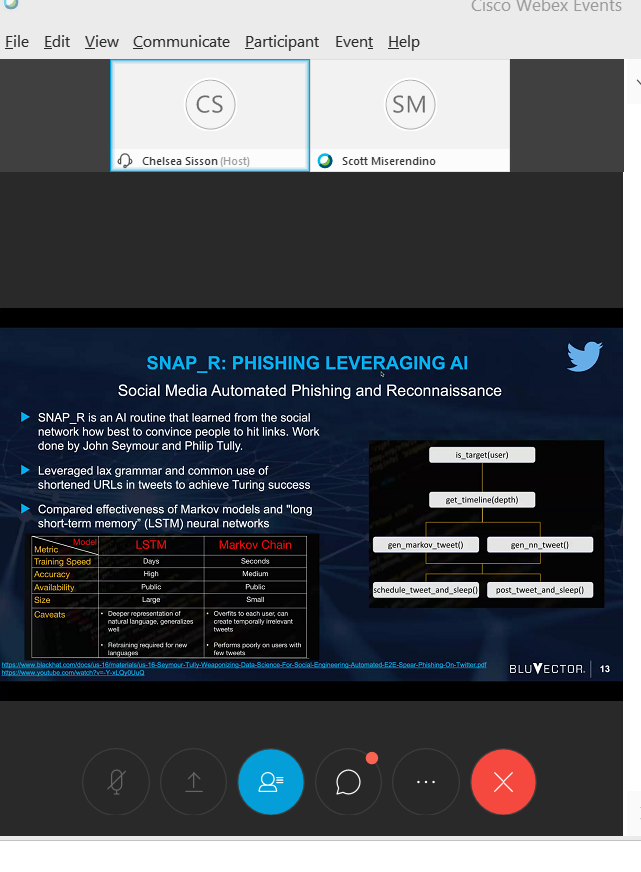 Cisco Webex Events
File Edit View Communicate Participant Event Help
CS
SM
Chelsea Sisson (Host)
Scott Miserendino
SNAP_R: PHISHING LEVERAGING AI
Social Media Automated Phishing and Reconnaissance
SNAP_R is an AI routine that learned from the social
network how best to convince people to hit links. Work
done by John Seymour and Philip Tully.
Leveraged lax grammar and common use of
shortened URLs in tweets to achieve Turing success
Compared effectiveness of Markov models and "long
short-term memory" (LSTM) neural networks
Model
Metric
LSTM
Markov Chain
Training Speed Days Seconds
Accuracy High Medium
Availability Public Public
Size Large Small
Caveats
• Deeper representation of
natural language, generalizes
well
• Retraining required for new
languages
• Overfits to each user, can
create temporally irrelevant
tweets
• Performs poorly on users with
few tweets
is_target(user)
get_timeline(depth)
gen_markov_tweet()
gen_nn_tweet()
schedule_tweet_and_sleep()
post_tweet_and_sleep()
https://www.blackhat.com/docs/us-16/materials/us-16-Seymour-Tully-Weaponizing-Data-Science-For-Social-Engineering-Automated-E2E-Spear-Phishing-On-Twitter.pdf
https://www.youtube.com/watch?v=-Y-xLQy0UuQ
BLUVECTOR.
13